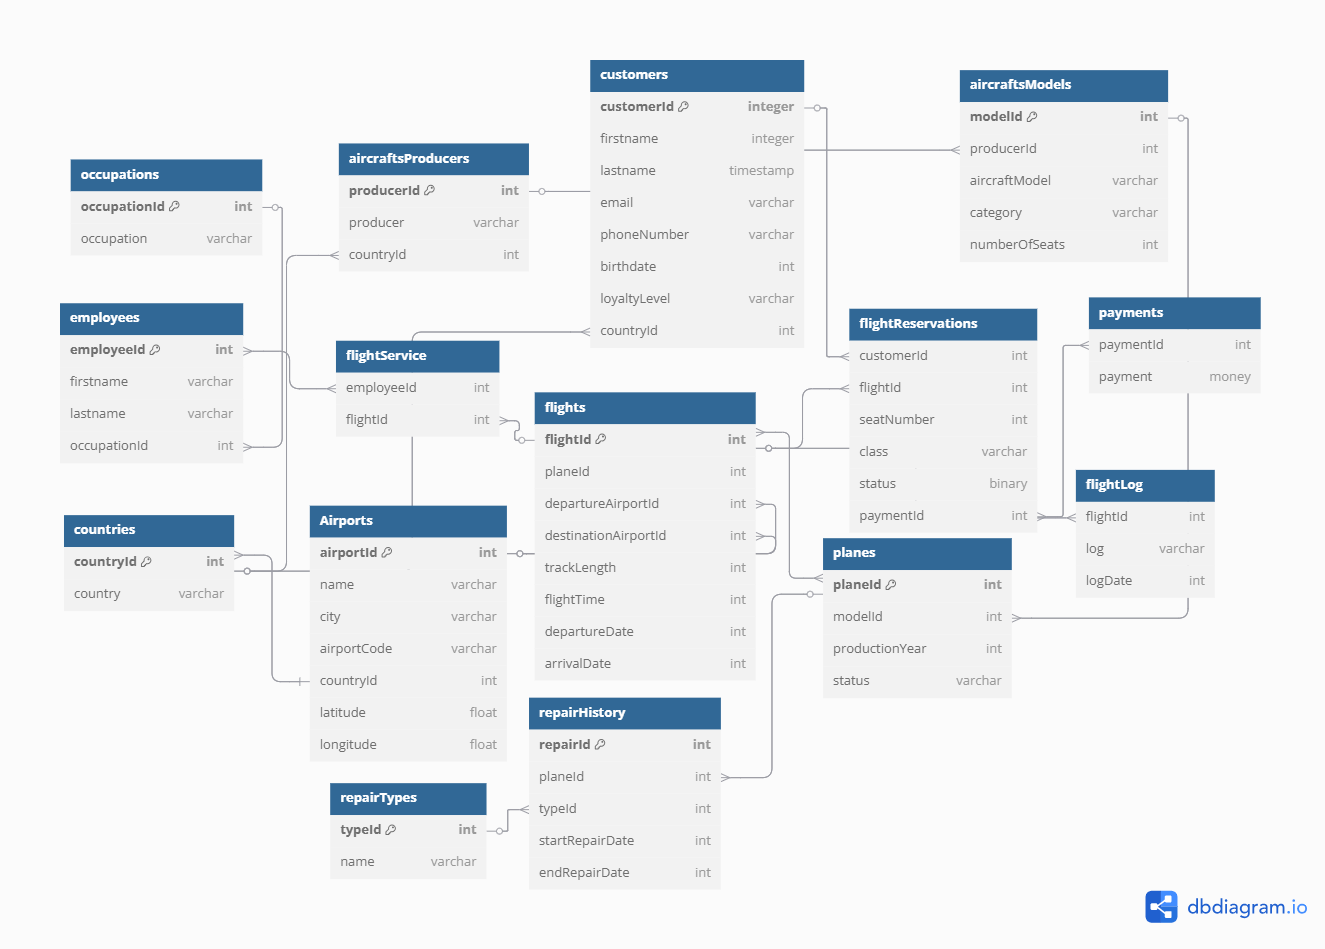 customers
customerId integer
firstname integer
lastname timestamp
email varchar
phoneNumber varchar
birthdate int
loyaltyLevel varchar
countryId int
aircraftsModels
modelId int
producerId int
aircraftModel varchar
category varchar
numberOfSeats int
aircraftsProducers
producerId int
producer varchar
countryId int
occupations
occupationId int
occupation varchar
employees
employeeId int
firstname varchar
lastname varchar
occupationId int
flightService
employeeId int
flightId int
flightReservations
customerId int
flightId int
seatNumber int
class varchar
status binary
paymentId int
payments
paymentId int
payment money
flights
flightId int
planeId int
departureAirportId int
destinationAirportId int
trackLength int
flightTime int
departureDate int
arrivalDate int
flightLog
flightId int
log varchar
logDate int
countries
countryId int
country varchar
Airports
airportId int
name varchar
city varchar
airportCode varchar
countryId int
latitude float
longitude float
planes
planeId int
modelId int
productionYear int
status varchar
repairHistory
repairId int
planeId int
typeId int
startRepairDate int
endRepairDate int
repairTypes
typeId int
name varchar
dbdiagram.io